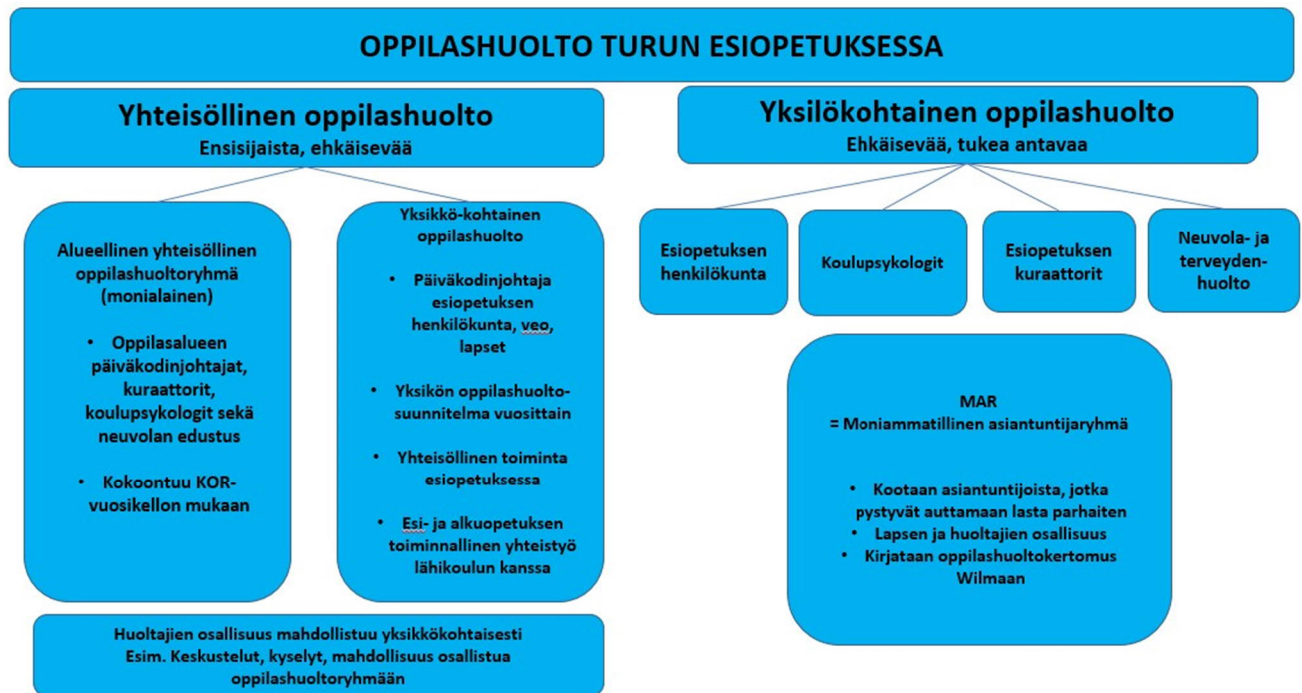 OPPILASHUOLTO TURUN ESIOPETUKSESSA
Yhteisöllinen oppilashuolto
Ensisijaista, ehkäisevää
Alueellinen yhteisöllinen
oppilashuoltoryhmä
(monialainen)
• Oppilasalueen
päiväkodinjohtajat,
kuraattorit,
koulupsykologit sekä
neuvolan edustus
• Kokoontuu KOR-
vuosikellon mukaan
Yksikkö-kohtainen
oppilashuolto
• Päiväkodinjohtaja
esiopetuksen
henkilökunta, veo,
lapset
• Yksikön oppilashuolto-
suunnitelma vuosittain
• Yhteisöllinen toiminta
esiopetuksessa
• Esi- ja alkuopetuksen
toiminnallinen yhteistyö
lähikoulun kanssa
Huoltajien osallisuus mahdollistuu yksikkökohtaisesti
Esim. Keskustelut, kyselyt, mahdollisuus osallistua
oppilashuoltoryhmään
Yksilökohtainen oppilashuolto
Ehkäisevää, tukea antavaa
Esiopetuksen
henkilökunta
Koulupsykologit
Esiopetuksen
kuraattorit
Neuvola- ja
terveyden-
huolto
MAR
= Moniammatillinen asiantuntijaryhmä
• Kootaan asiantuntijoista, jotka
pystyvät auttamaan lasta parhaiten
• Lapsen ja huoltajien osallisuus
• Kirjataan oppilashuoltokertomus
Wilmaan